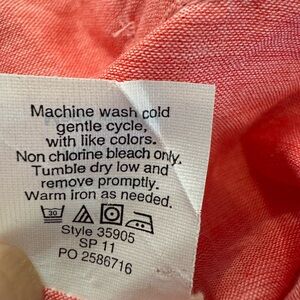 Machine wash cold
gentle cycle,
with like colors.
Non chlorine bleach only.
Tumble dry low and
remove promptly.
Warm iron as needed.
30
Style 35905
SP 11
PO 2586716